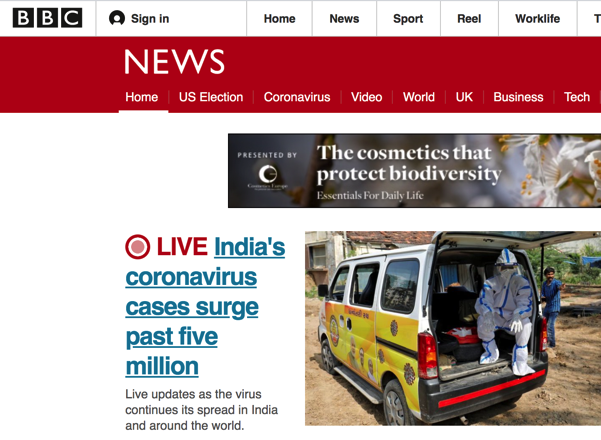 BBC Sign in Home News Sport Reel Worklife T
NEWS
Home US Election Coronavirus Video World UK Business Tech
PRESENTED BY
Cosmetics Europe
The cosmetics that
protect biodiversity
Essentials For Daily Life
LIVE India's
coronavirus
cases surge
past five
million
Live updates as the virus
continues its spread in India
and around the world.